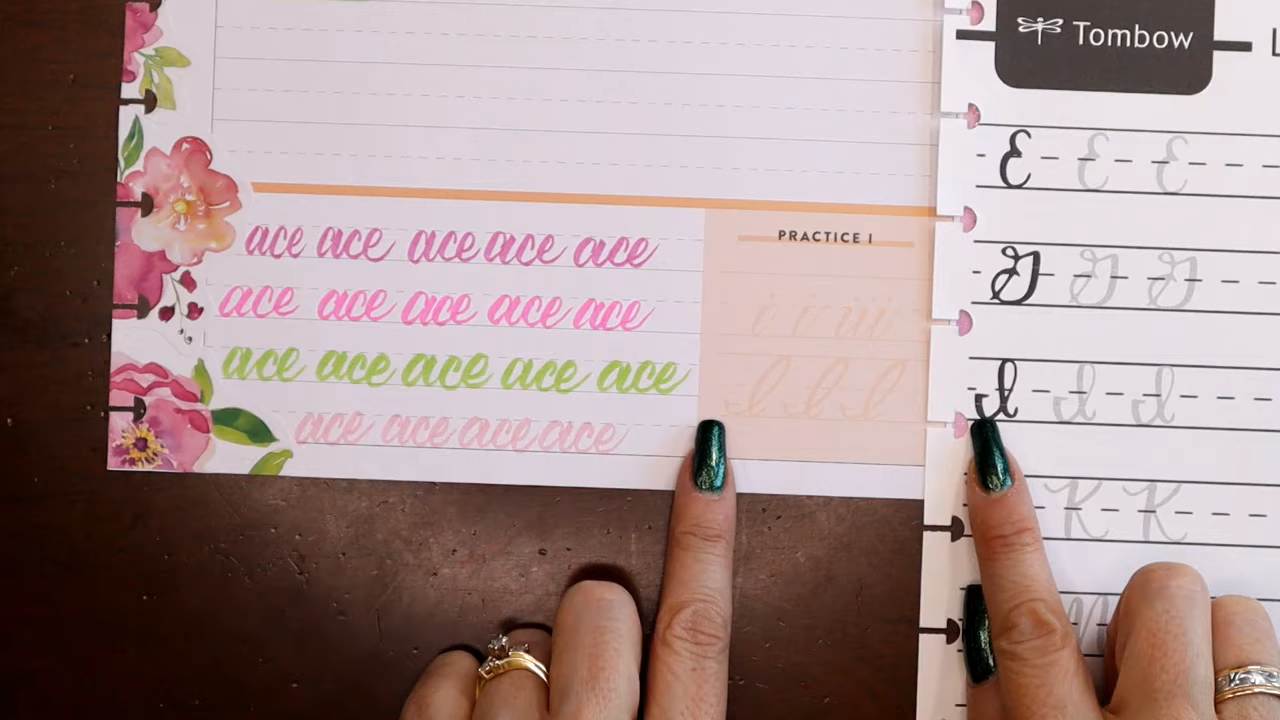 ace ace ace ace ace
ace ace ace ace ace
ace ace ace ace ace
ace ace ace ace
PRACTICE I
i i iii
I I I
Tombow L
E E E
G G G
I I I
K K